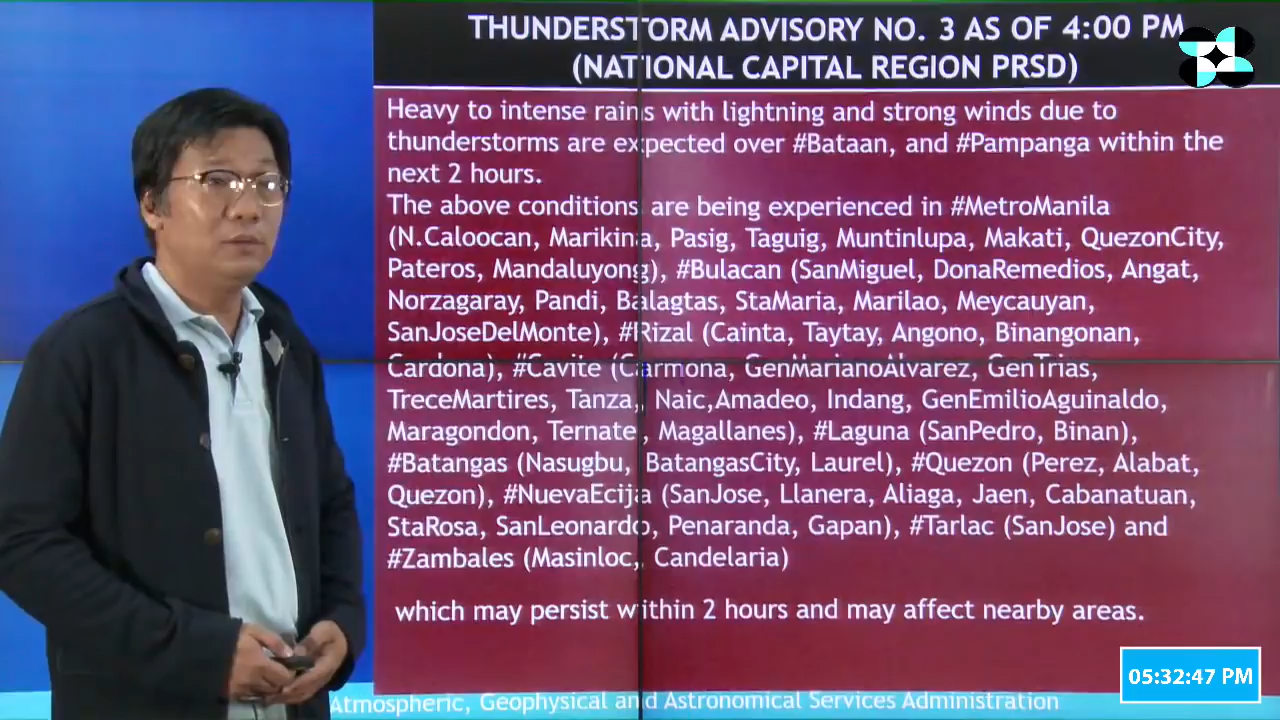 THUNDERSTORM ADVISORY NO. 3 AS OF 4:00 PM
(NATIONAL CAPITAL REGION PRSD)
Heavy to intense rains with lightning and strong winds due to
thunderstorms are expected over #Bataan, and #Pampanga within the
next 2 hours.
The above conditions are being experienced in #MetroManila
(N.Caloocan, Marikina, Pasig, Taguig, Muntinlupa, Makati, QuezonCity,
Pateros, Mandaluyong), #Bulacan (SanMiguel, DonaRemedios, Angat,
Norzagaray, Pandi, Balagtas, StaMaria, Marilao, Meycauyan,
SanJoseDelMonte), #Rizal (Cainta, Taytay, Angono, Binangonan,
Cardona), #Cavite (Carmona, GenMarianoAlvarez, GenTrias,
TreceMartires, Tanza, Naic,Amadeo, Indang, GenEmilioAguinaldo,
Maragondon, Ternate, Magallanes), #Laguna (SanPedro, Binan),
#Batangas (Nasugbu, BatangasCity, Laurel), #Quezon (Perez, Alabat,
Quezon), #NuevaEcija (SanJose, Llanera, Aliaga, Jaen, Cabanatuan,
StaRosa, SanLeonardo, Penaranda, Gapan), #Tarlac (SanJose) and
#Zambales (Masinloc, Candelaria)
which may persist within 2 hours and may affect nearby areas.
05:32:47 PM
Atmospheric, Geophysical and Astronomical Services Administration